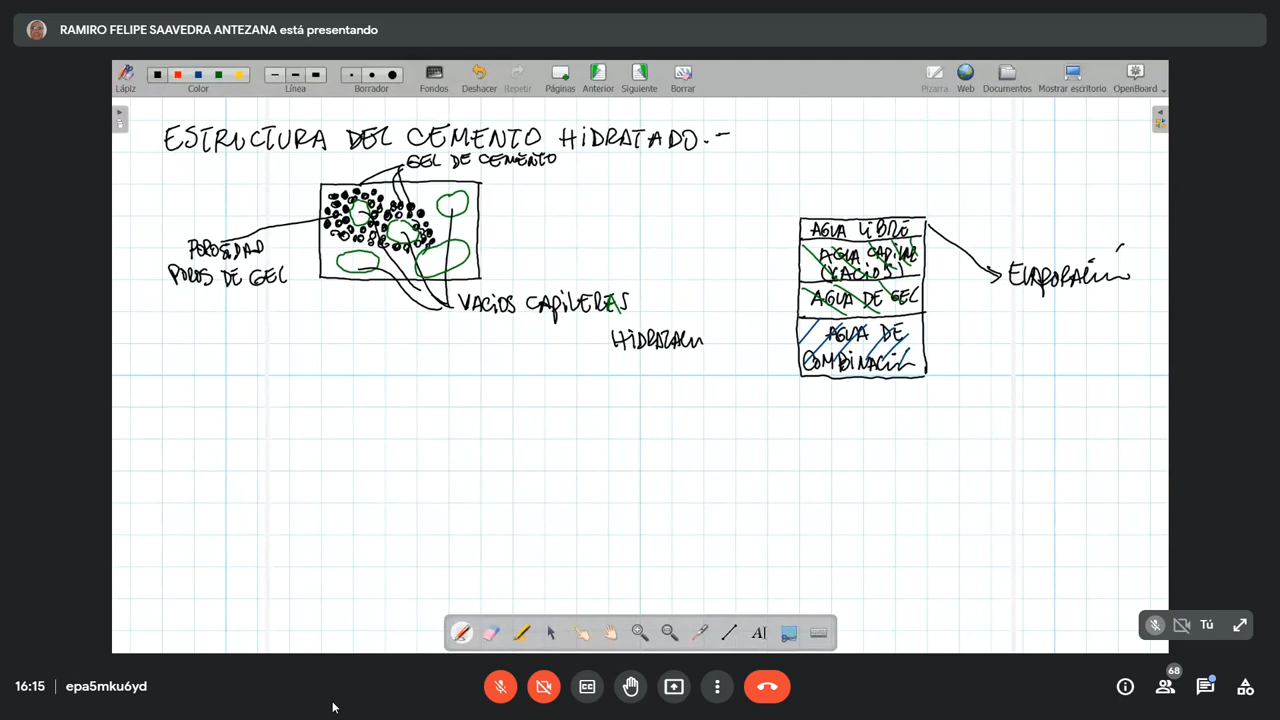 RAMIRO FELIPE SAAVEDRA ANTEZANA está presentando
Lápiz Color Línea Borrador Fondos Deshacer Repetir Páginas Anterior Siguiente Borrar Pizarra Web Documentos Mostrar escritorio OpenBoard
ESTRUCTURA DEL CEMENTO HIDRATADO.-
GEL DE CEMENTO
POROSIDAD
POROS DE GEL
VACIOS CAPILERAS
HIDRATACI
AGUA LIBRE
AGUA CAPILAR
(VACIOS)
AGUA DE GEL
AGUA DE
COMBINACIÓN
EVAPORACIÓN
Tú
16:15 epa5mku6yd
68